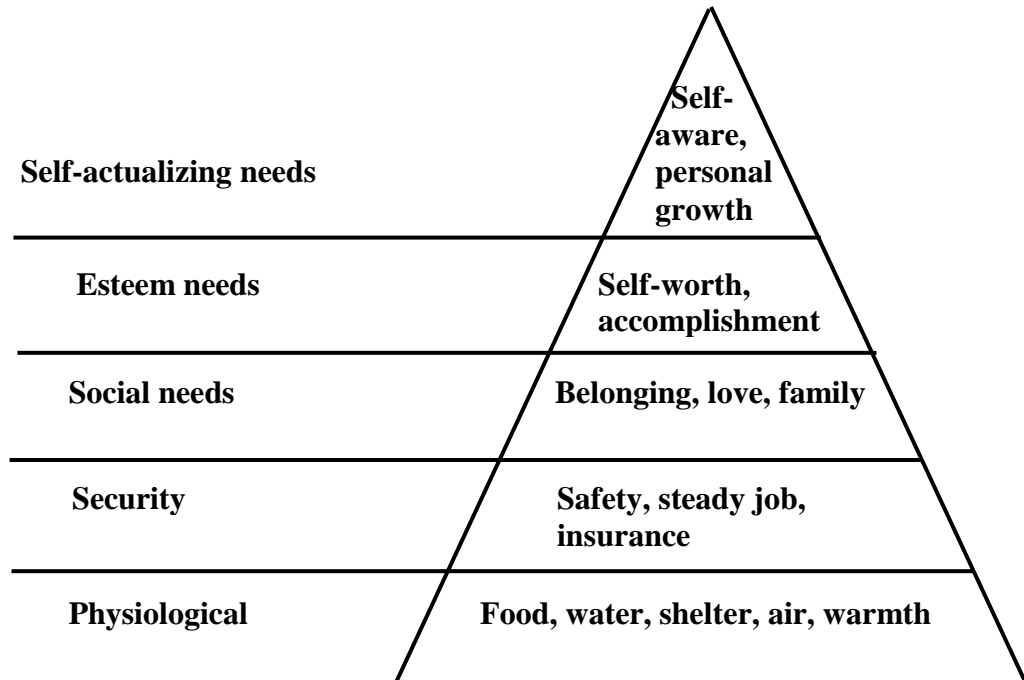 Self-
aware,
Self-actualizing needs personal
growth
Esteem needs Self-worth,
accomplishment
Social needs Belonging, love, family
Security Safety, steady job,
insurance
Physiological Food, water, shelter, air, warmth